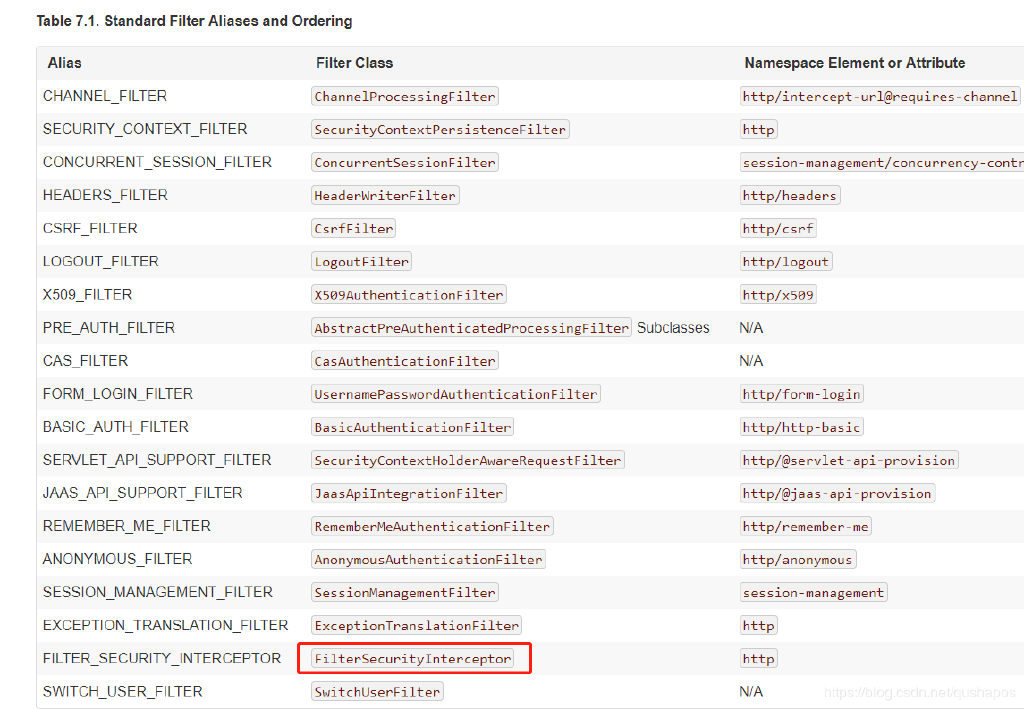 Table 7.1. Standard Filter Aliases and Ordering
Alias Filter Class Namespace Element or Attribute
CHANNEL_FILTER ChannelProcessingFilter http/intercept-url@requires-channel
SECURITY_CONTEXT_FILTER SecurityContextPersistenceFilter http
CONCURRENT_SESSION_FILTER ConcurrentSessionFilter session-management/concurrency-contr
HEADERS_FILTER HeaderWriterFilter http/headers
CSRF_FILTER CsrfFilter http/csrf
LOGOUT_FILTER LogoutFilter http/logout
X509_FILTER X509AuthenticationFilter http/x509
PRE_AUTH_FILTER AbstractPreAuthenticatedProcessingFilter Subclasses N/A
CAS_FILTER CasAuthenticationFilter N/A
FORM_LOGIN_FILTER UsernamePasswordAuthenticationFilter http/form-login
BASIC_AUTH_FILTER BasicAuthenticationFilter http/http-basic
SERVLET_API_SUPPORT_FILTER SecurityContextHolderAwareRequestFilter http/@servlet-api-provision
JAAS_API_SUPPORT_FILTER JaasApiIntegrationFilter http/@jaas-api-provision
REMEMBER_ME_FILTER RememberMeAuthenticationFilter http/remember-me
ANONYMOUS_FILTER AnonymousAuthenticationFilter http/anonymous
SESSION_MANAGEMENT_FILTER SessionManagementFilter session-management
EXCEPTION_TRANSLATION_FILTER ExceptionTranslationFilter http
FILTER_SECURITY_INTERCEPTOR FilterSecurityInterceptor http
SWITCH_USER_FILTER SwitchUserFilter N/A
https://blog.csdn.net/qushapos